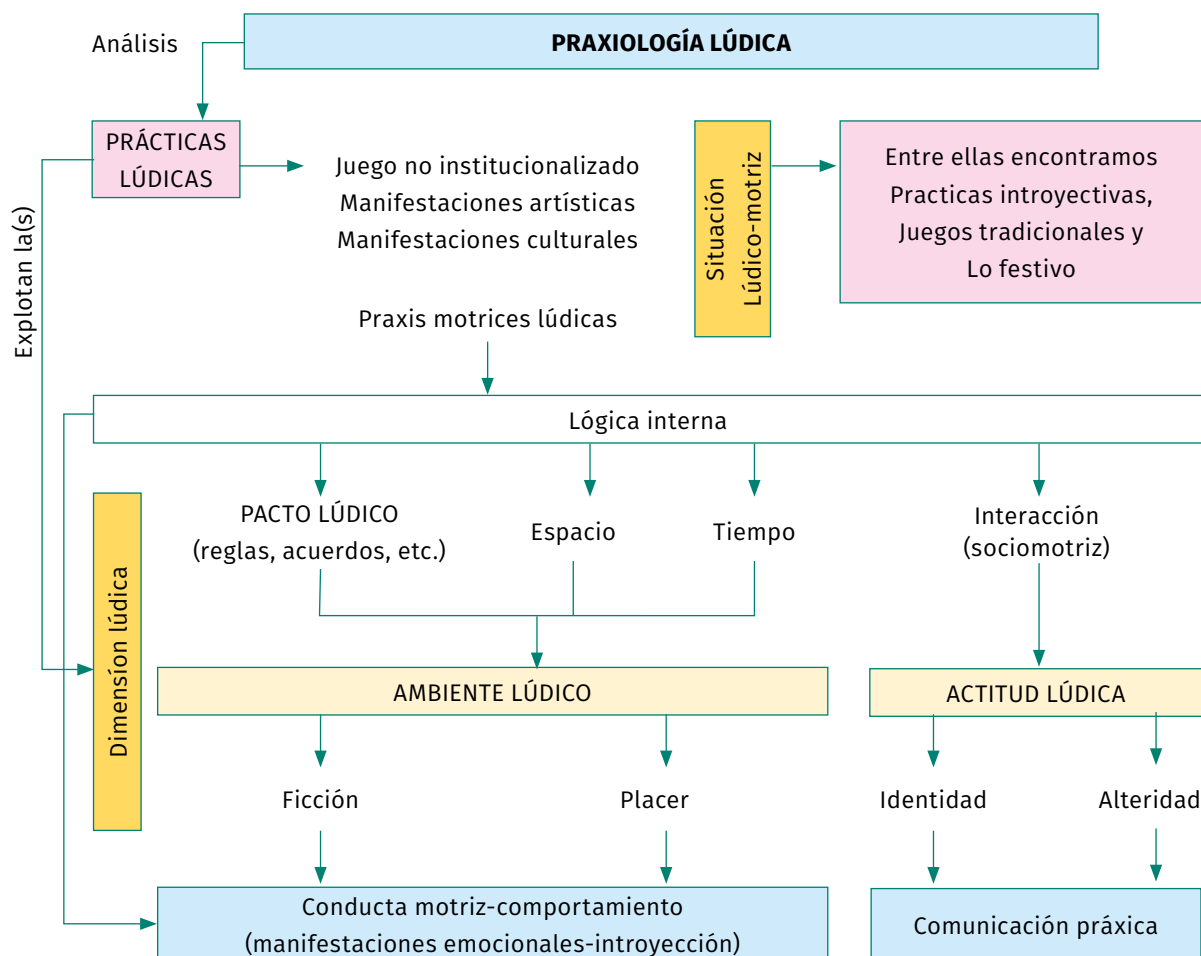 Análisis
PRAXIOLOGÍA LÚDICA
PRÁCTICAS
LÚDICAS
Juego no institucionalizado
Manifestaciones artísticas
Manifestaciones culturales
Situación
Lúdico-motriz
Entre ellas encontramos
Practicas introyectivas,
Juegos tradicionales y
Lo festivo
Explotan la(s)
Praxis motrices lúdicas
Lógica interna
PACTO LÚDICO
(reglas, acuerdos, etc.)
Espacio
Tiempo
Interacción
(sociomotriz)
Dimensíon lúdica
AMBIENTE LÚDICO
ACTITUD LÚDICA
Ficción
Placer
Identidad
Alteridad
Conducta motriz-comportamiento
(manifestaciones emocionales-introyección)
Comunicación práxica